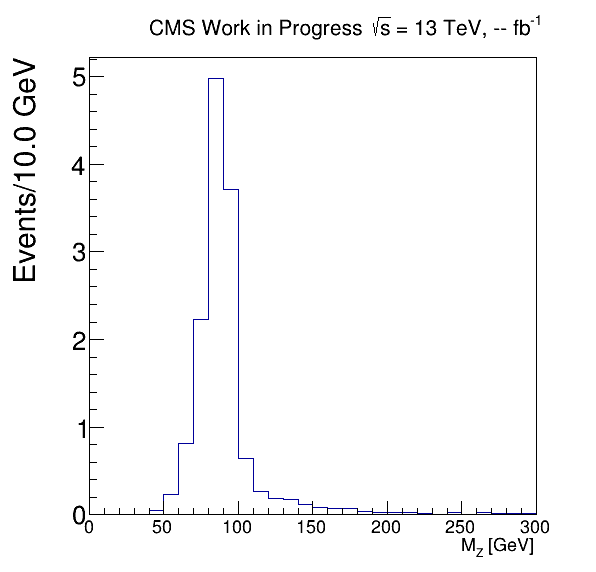 CMS Work in Progress √s = 13 TeV, -- fb⁻¹
Events/10.0 GeV
5
4
3
2
1
0
0 50 100 150 200 250 300
M_Z [GeV]